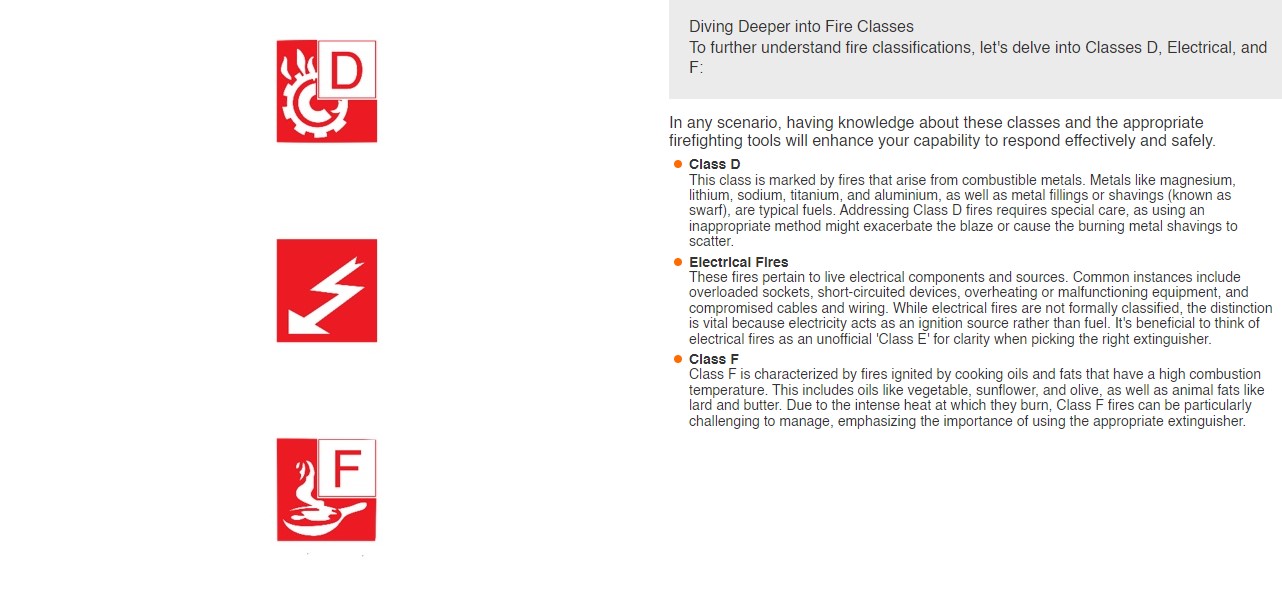 D
F
Diving Deeper into Fire Classes
To further understand fire classifications, let's delve into Classes D, Electrical, and
F:
In any scenario, having knowledge about these classes and the appropriate
firefighting tools will enhance your capability to respond effectively and safely.
Class D
This class is marked by fires that arise from combustible metals. Metals like magnesium,
lithium, sodium, titanium, and aluminium, as well as metal fillings or shavings (known as
swarf), are typical fuels. Addressing Class D fires requires special care, as using an
inappropriate method might exacerbate the blaze or cause the burning metal shavings to
scatter.
Electrical Fires
These fires pertain to live electrical components and sources. Common instances include
overloaded sockets, short-circuited devices, overheating or malfunctioning equipment, and
compromised cables and wiring. While electrical fires are not formally classified, the distinction
is vital because electricity acts as an ignition source rather than fuel. It's beneficial to think of
electrical fires as an unofficial 'Class E' for clarity when picking the right extinguisher.
Class F
Class F is characterized by fires ignited by cooking oils and fats that have a high combustion
temperature. This includes oils like vegetable, sunflower, and olive, as well as animal fats like
lard and butter. Due to the intense heat at which they burn, Class F fires can be particularly
challenging to manage, emphasizing the importance of using the appropriate extinguisher.